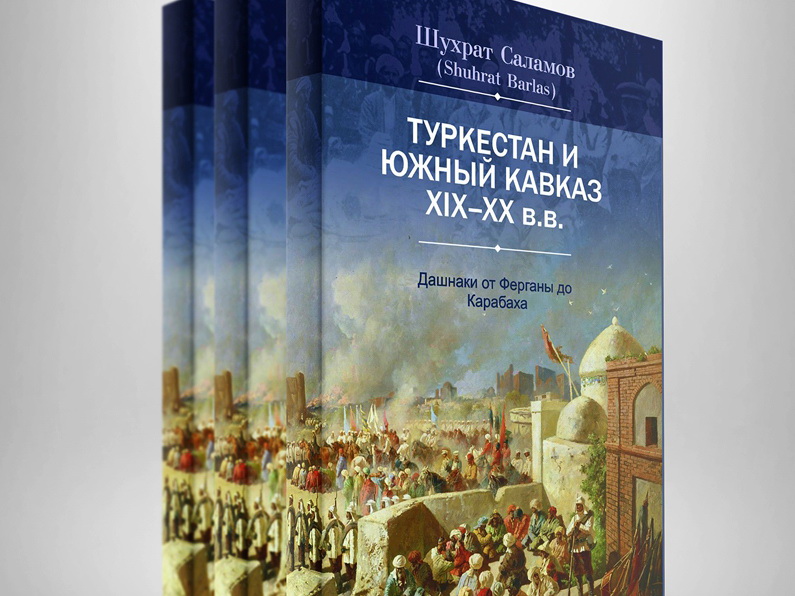 Шухрат Саламов
(Shuhrat Barlas)
ТУРКЕСТАН И
ЮЖНЫЙ КАВКАЗ
XIX–XX в.в.
Дашнаки от Ферганы до
Карабаха